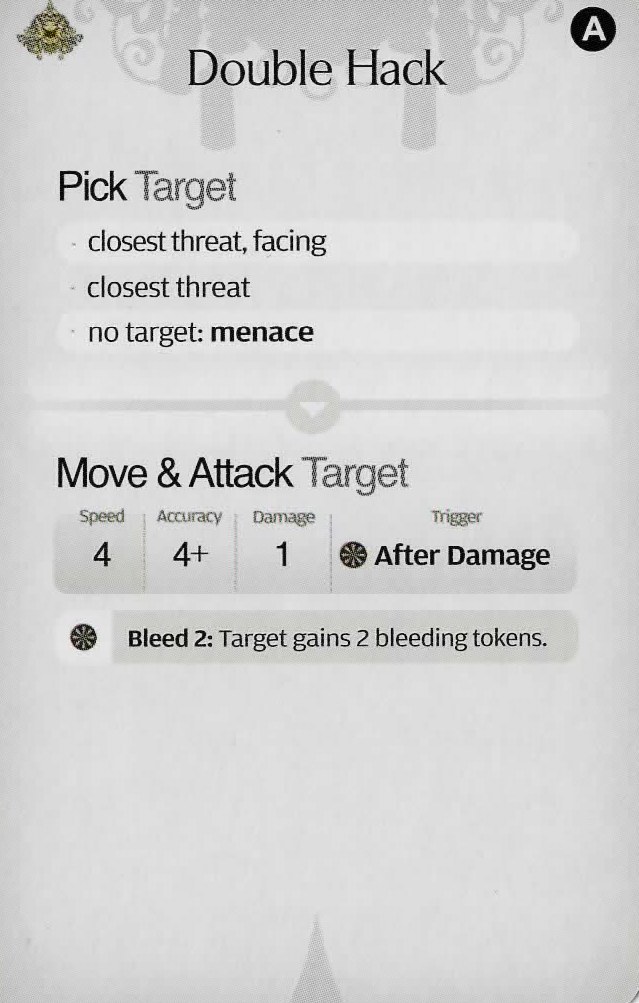 A
Double Hack
Pick Target
· closest threat, facing
· closest threat
· no target: menace
Move & Attack Target
Speed Accuracy Damage Trigger
4 4+ 1 After Damage
Bleed 2: Target gains 2 bleeding tokens.